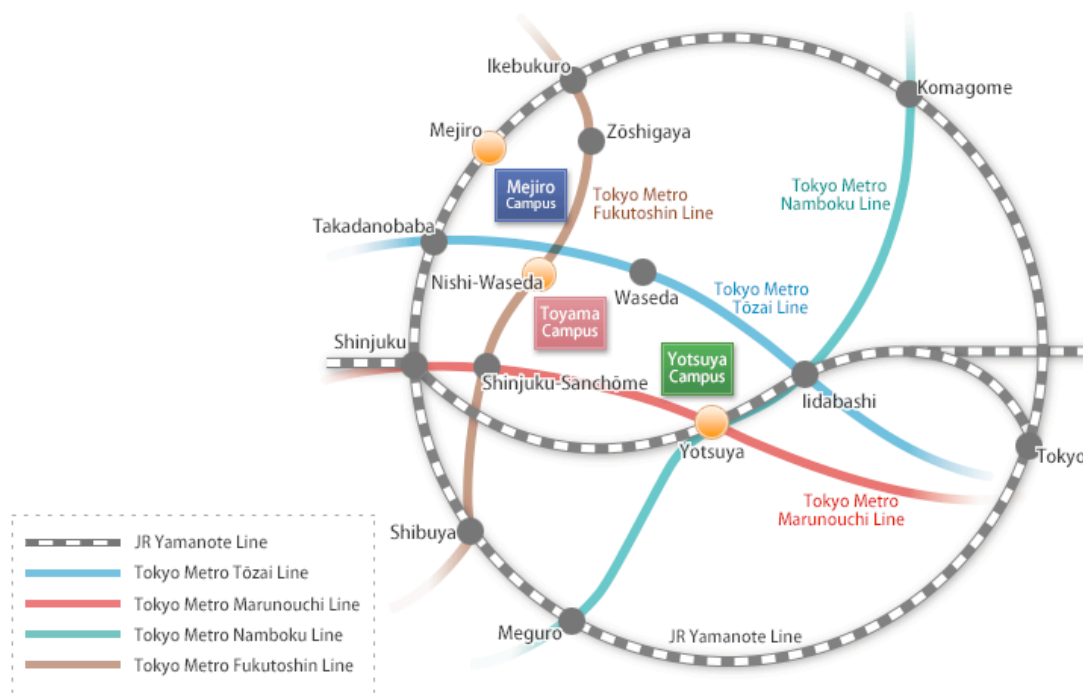 Ikebukuro
Komagome
Mejiro
Zōshigaya
Mejiro
Campus
Tokyo Metro
Fukutoshin Line
Tokyo Metro
Namboku Line
Takadanobaba
Nishi-Waseda
Waseda
Tokyo Metro
Tōzai Line
Toyama
Campus
Shinjuku
Yotsuya
Campus
Shinjuku-Sanchōme
Iidabashi
Yotsuya
Tokyo
Tokyo Metro
Marunouchi Line
Shibuya
Meguro
JR Yamanote Line
JR Yamanote Line
Tokyo Metro Tōzai Line
Tokyo Metro Marunouchi Line
Tokyo Metro Namboku Line
Tokyo Metro Fukutoshin Line